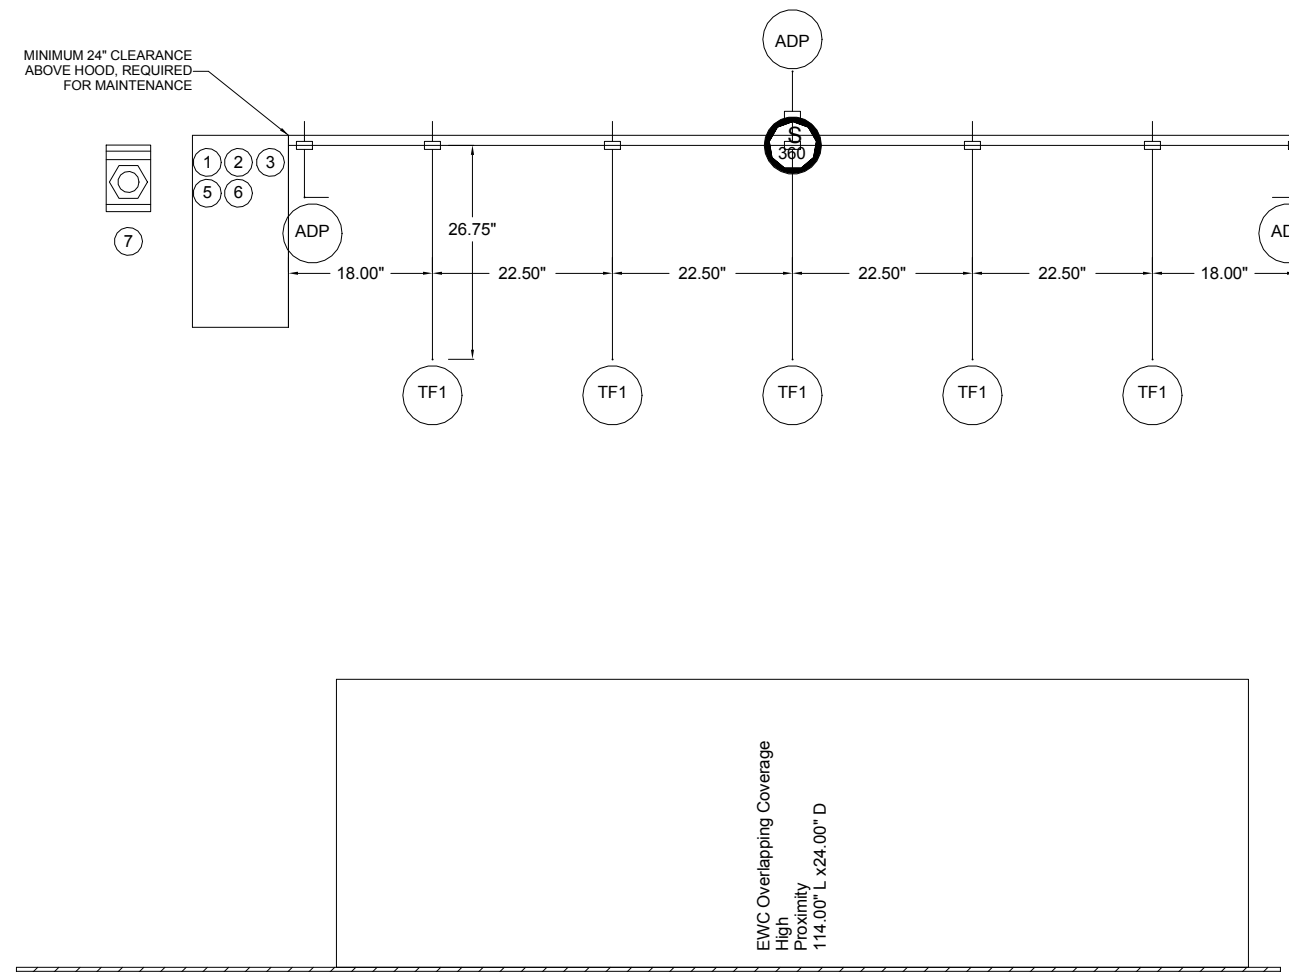 ADP
MINIMUM 24" CLEARANCE
ABOVE HOOD, REQUIRED
FOR MAINTENANCE
S
360
1 2 3
5 6
7
ADP
26.75"
AD
18.00" 22.50" 22.50" 22.50" 22.50" 18.00"
TF1 TF1 TF1 TF1 TF1
EWC Overlapping Coverage
High
Proximity
114.00" L x24.00" D